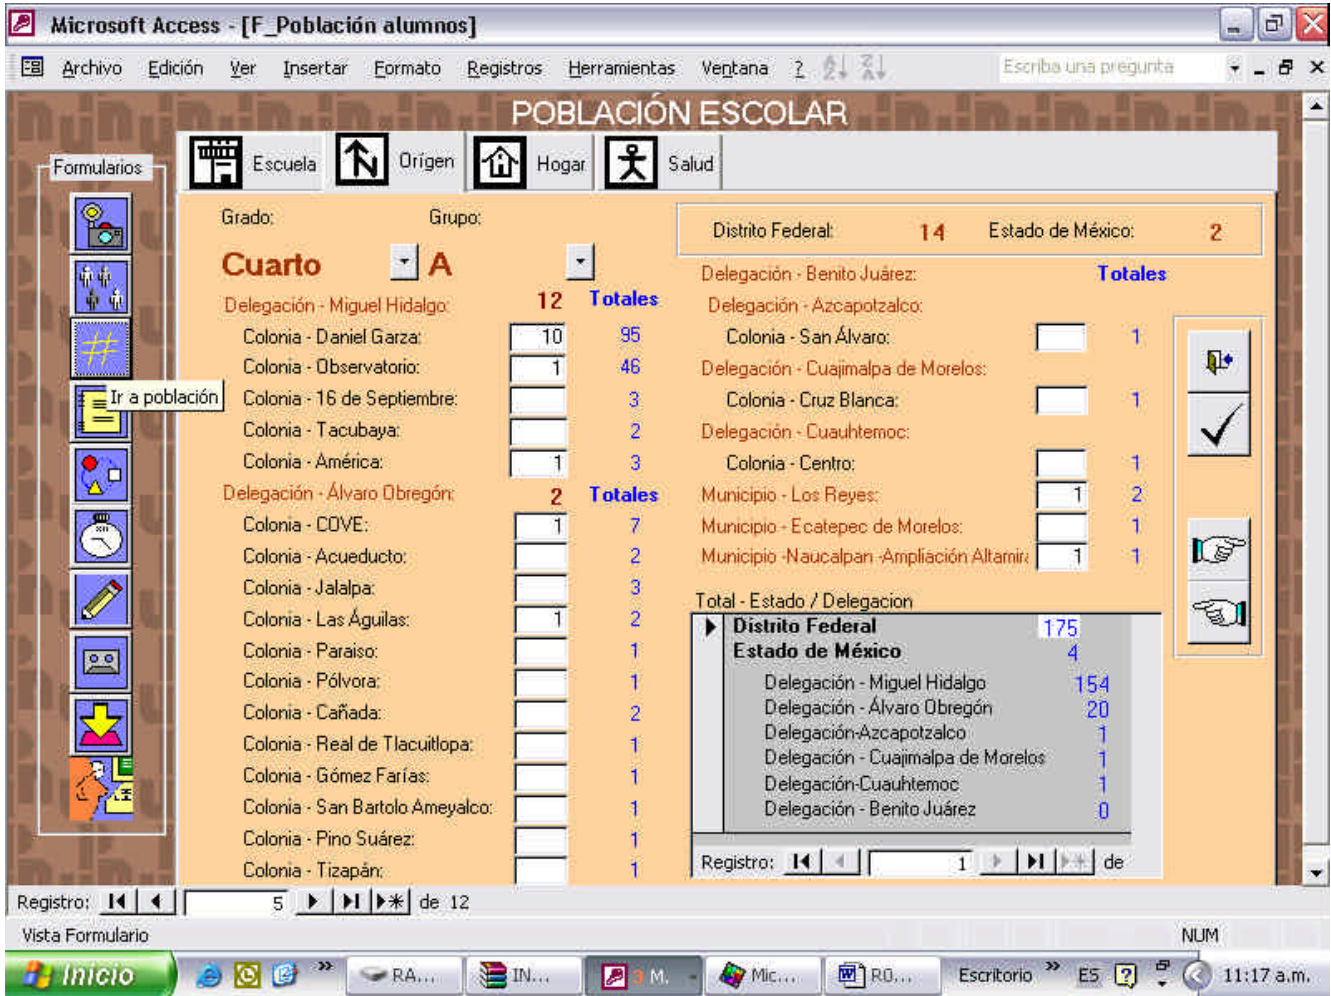 Microsoft Access - [F_Población alumnos]
Archivo Edición Ver Insertar Formato Registros Herramientas Ventana ? Escriba una pregunta
POBLACIÓN ESCOLAR
Formularios
Escuela Orígen Hogar Salud
Ir a población
Grado: Grupo:
Cuarto A
Delegación - Miguel Hidalgo: 12 Totales
Colonia - Daniel Garza: 10 95
Colonia - Observatorio: 1 46
Colonia - 16 de Septiembre: 3
Colonia - Tacubaya: 2
Colonia - América: 1 3
Delegación - Álvaro Obregón: 2 Totales
Colonia - COVE: 1 7
Colonia - Acueducto: 2
Colonia - Jalalpa: 3
Colonia - Las Águilas: 1 2
Colonia - Paraiso: 1
Colonia - Pólvora: 1
Colonia - Cañada: 2
Colonia - Real de Tlacuitlopa: 1
Colonia - Gómez Farías: 1
Colonia - San Bartolo Ameyalco: 1
Colonia - Pino Suárez: 1
Colonia - Tizapán: 1
Distrito Federal: 14 Estado de México: 2
Delegación - Benito Juárez: Totales
Delegación - Azcapotzalco:
Colonia - San Álvaro: 1
Delegación - Cuajimalpa de Morelos:
Colonia - Cruz Blanca: 1
Delegación - Cuauhtemoc:
Colonia - Centro: 1
Municipio - Los Reyes: 1 2
Municipio - Ecatepec de Morelos: 1
Municipio -Naucalpan -Ampliación Altamira 1 1
Total - Estado / Delegacion
Distrito Federal 175
Estado de México 4
Delegación - Miguel Hidalgo 154
Delegación - Álvaro Obregón 20
Delegación-Azcapotzalco 1
Delegación - Cuajimalpa de Morelos 1
Delegación-Cuauhtemoc 1
Delegación - Benito Juárez 0
Registro: 1 de
Registro: 5 de 12
Vista Formulario NUM
Inicio » RA... IN... 3 M. Mic... RO... Escritorio » ES 11:17 a.m.